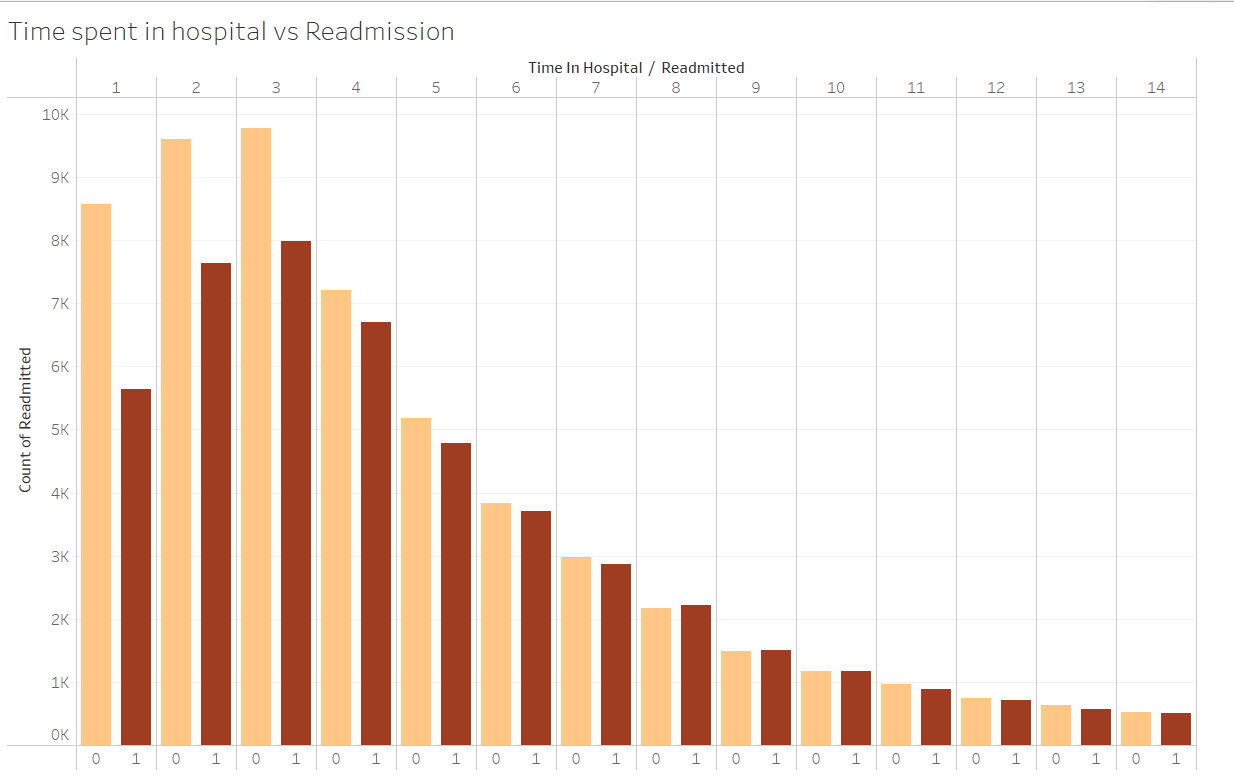 Time spent in hospital vs Readmission
Time In Hospital / Readmitted
1 2 3 4 5 6 7 8 9 10 11 12 13 14
10K
9K
8K
7K
6K
5K
4K
3K
2K
1K
0K
Count of Readmitted
0 1 0 1 0 1 0 1 0 1 0 1 0 1 0 1 0 1 0 1 0 1 0 1 0 1 0 1